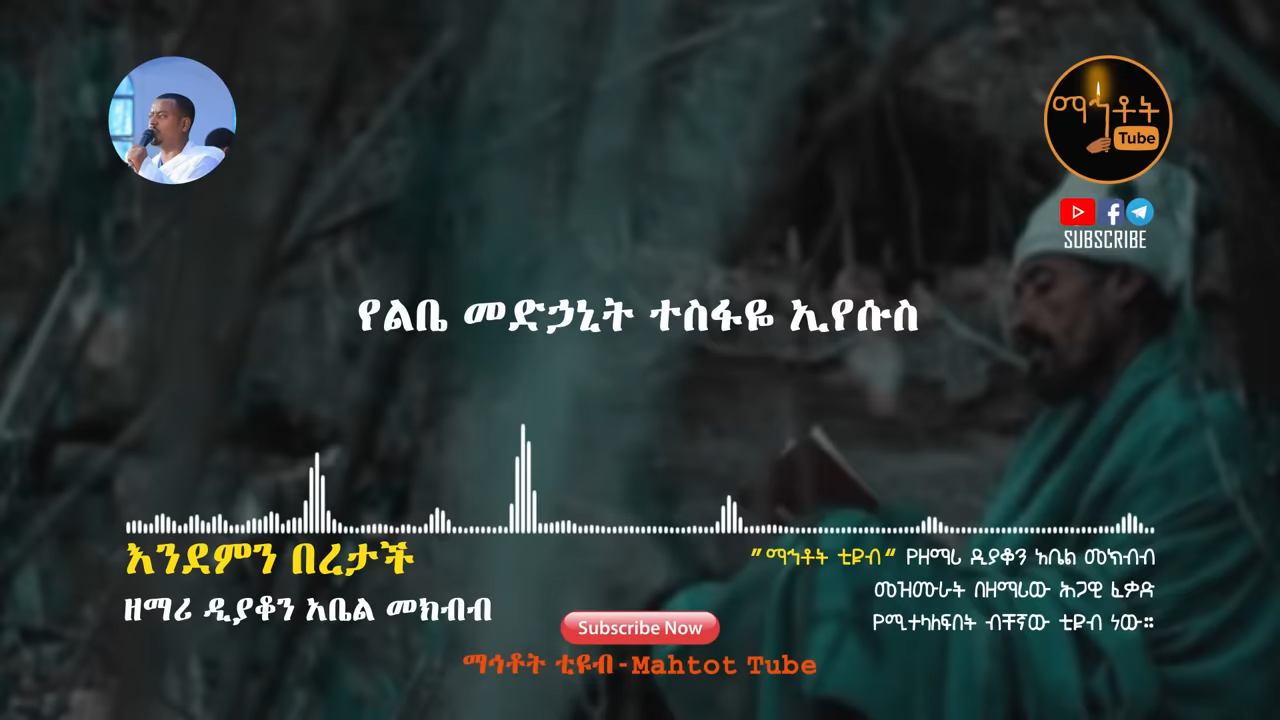 ማኅቶት
Tube
SUBSCRIBE
የልቤ መድኃኒት ተስፋዬ ኢየሱስ
እንደምን በረታች
ዘማሪ ዲያቆን አቤል መክብብ
"ማኅቶት ቲዩብ" የዘማሪ ዲያቆን አቤል መክብብ
መዝሙራት በዘማሪው ሕጋዊ ፈቃድ
የሚተላለፍበት ብቸኛው ቲዩብ ነው።
Subscribe Now
ማኅቶት ቲዩብ-Mahtot Tube